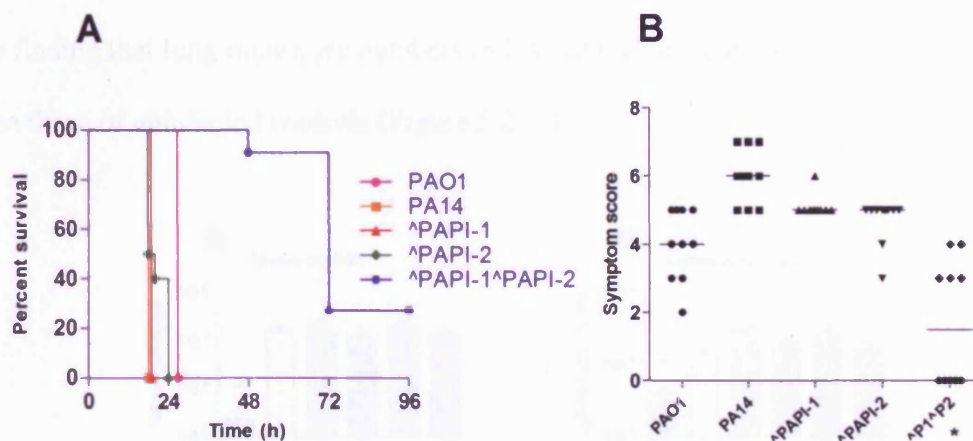 A
B
Percent survival
100
80
60
40
20
0
0 24 48 72 96
Time (h)
PAO1
PA14
^PAPI-1
^PAPI-2
^PAPI-1^PAPI-2
Symptom score
8
6
4
2
0
PAO1
PA14
^PAPI-1
^PAPI-2
^P1^P2
*